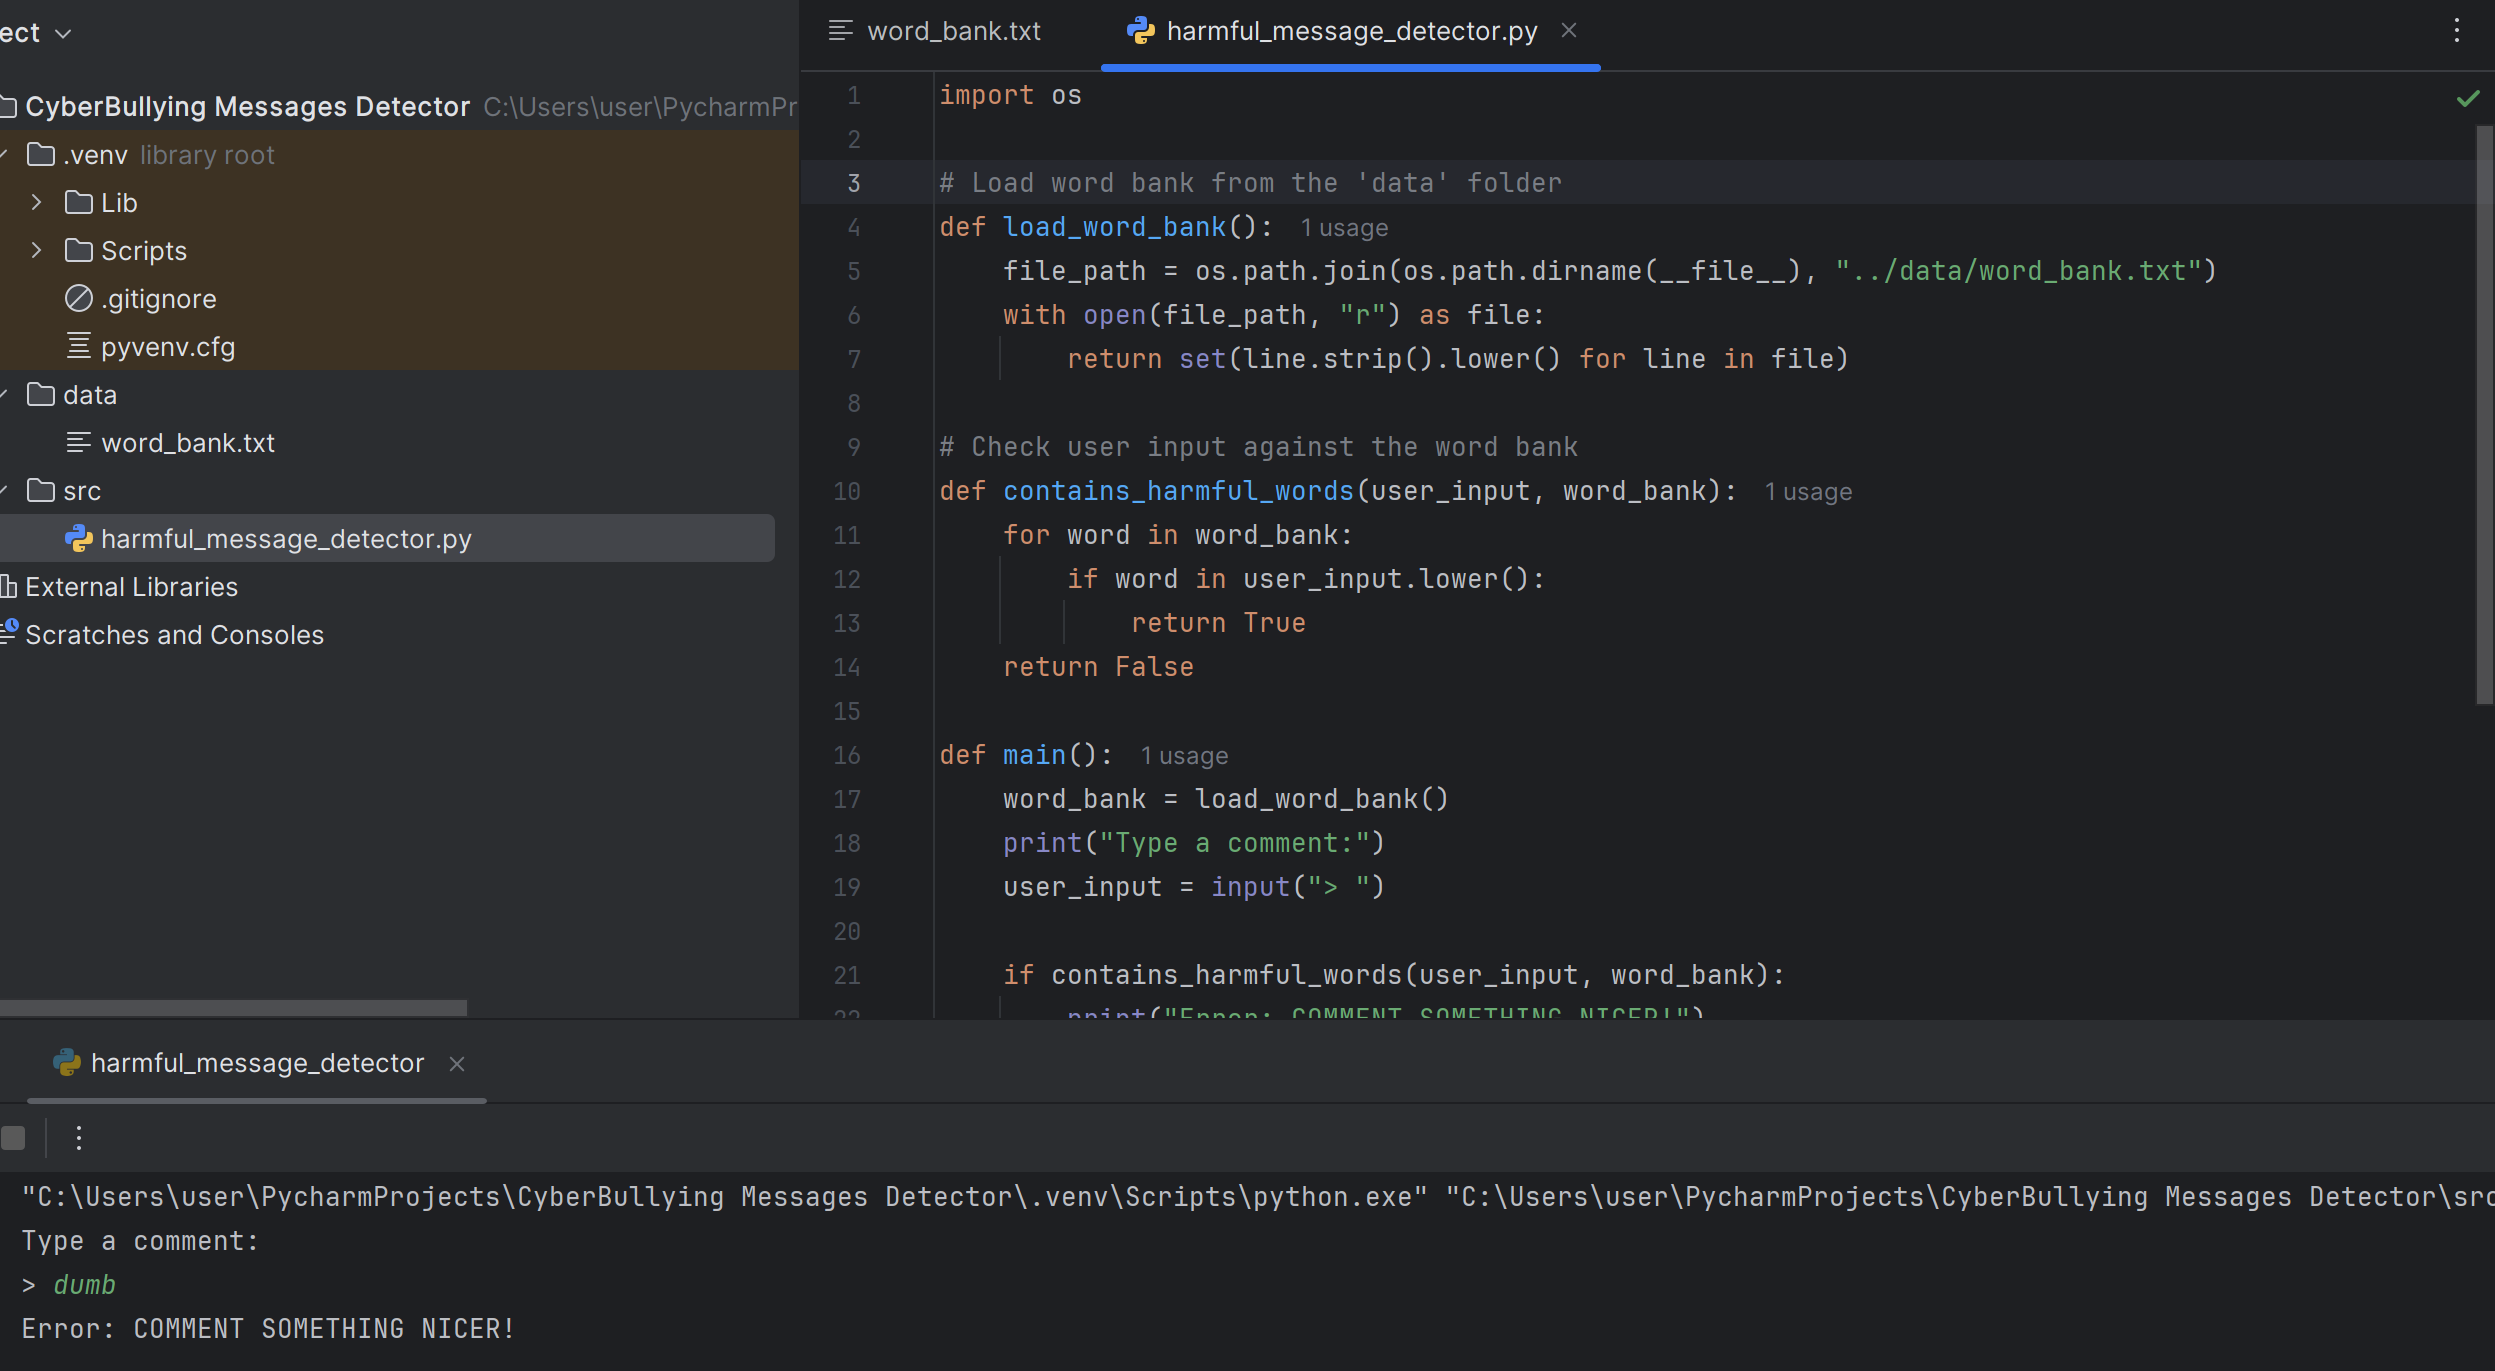 ect
CyberBullying Messages Detector C:\Users\user\PycharmPr
.venv library root
Lib
Scripts
.gitignore
pyvenv.cfg
data
word_bank.txt
src
harmful_message_detector.py
External Libraries
Scratches and Consoles
word_bank.txt harmful_message_detector.py
1 import os
2
3 # Load word bank from the 'data' folder
4 def load_word_bank(): 1 usage
5 file_path = os.path.join(os.path.dirname(__file__), "../data/word_bank.txt")
6 with open(file_path, "r") as file:
7 return set(line.strip().lower() for line in file)
8
9 # Check user input against the word bank
10 def contains_harmful_words(user_input, word_bank): 1 usage
11 for word in word_bank:
12 if word in user_input.lower():
13 return True
14 return False
15
16 def main(): 1 usage
17 word_bank = load_word_bank()
18 print("Type a comment:")
19 user_input = input("> ")
20
21 if contains_harmful_words(user_input, word_bank):
22 print("Error: COMMENT SOMETHING NICER!")
harmful_message_detector
"C:\Users\user\PycharmProjects\CyberBullying Messages Detector\.venv\Scripts\python.exe" "C:\Users\user\PycharmProjects\CyberBullying Messages Detector\src
Type a comment:
> dumb
Error: COMMENT SOMETHING NICER!